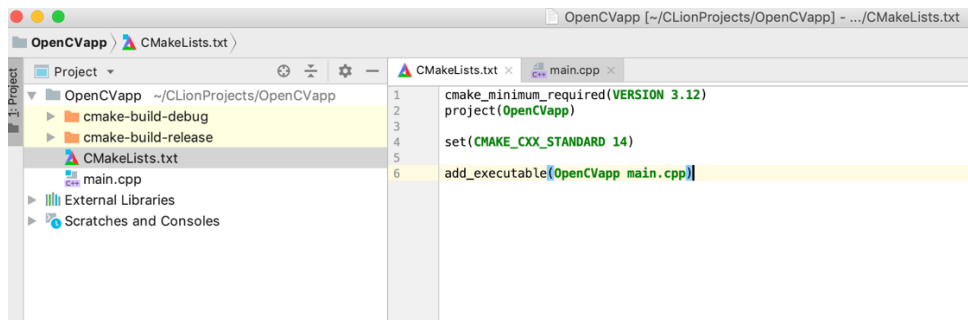 OpenCVapp [~/CLionProjects/OpenCVapp] - .../CMakeLists.txt
OpenCVapp CMakeLists.txt
1: Project
Project
CMakeLists.txt main.cpp
OpenCVapp ~/CLionProjects/OpenCVapp
cmake-build-debug
cmake-build-release
CMakeLists.txt
main.cpp
External Libraries
Scratches and Consoles
1 cmake_minimum_required(VERSION 3.12)
2 project(OpenCVapp)
3
4 set(CMAKE_CXX_STANDARD 14)
5
6 add_executable(OpenCVapp main.cpp)